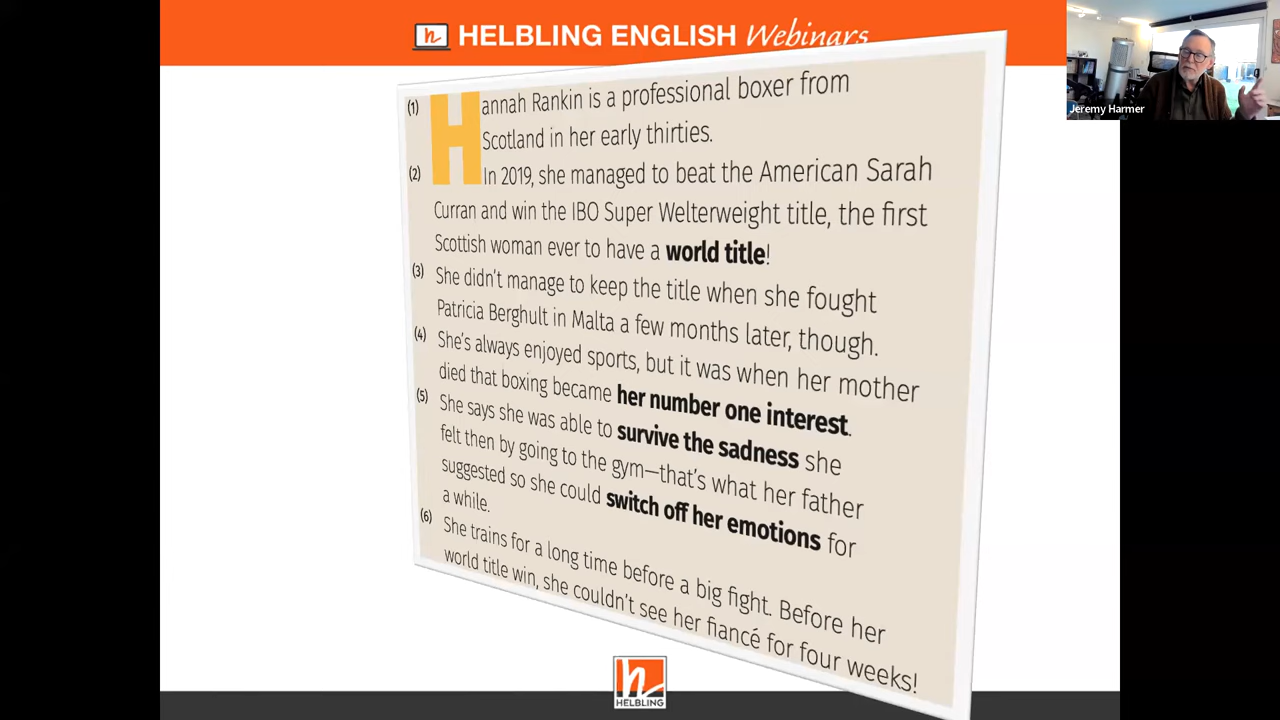 HELBLING ENGLISH Webinars
Jeremy Harmer
(1) Hannah Rankin is a professional boxer from
Scotland in her early thirties.
(2) In 2019, she managed to beat the American Sarah
Curran and win the IBO Super Welterweight title, the first
Scottish woman ever to have a world title!
(3) She didn't manage to keep the title when she fought
Patricia Berghult in Malta a few months later, though.
(4) She's always enjoyed sports, but it was when her mother
died that boxing became her number one interest.
(5) She says she was able to survive the sadness she
felt then by going to the gym—that's what her father
suggested so she could switch off her emotions for
a while.
(6) She trains for a long time before a big fight. Before her
world title win, she couldn't see her fiancé for four weeks!
HELBLING